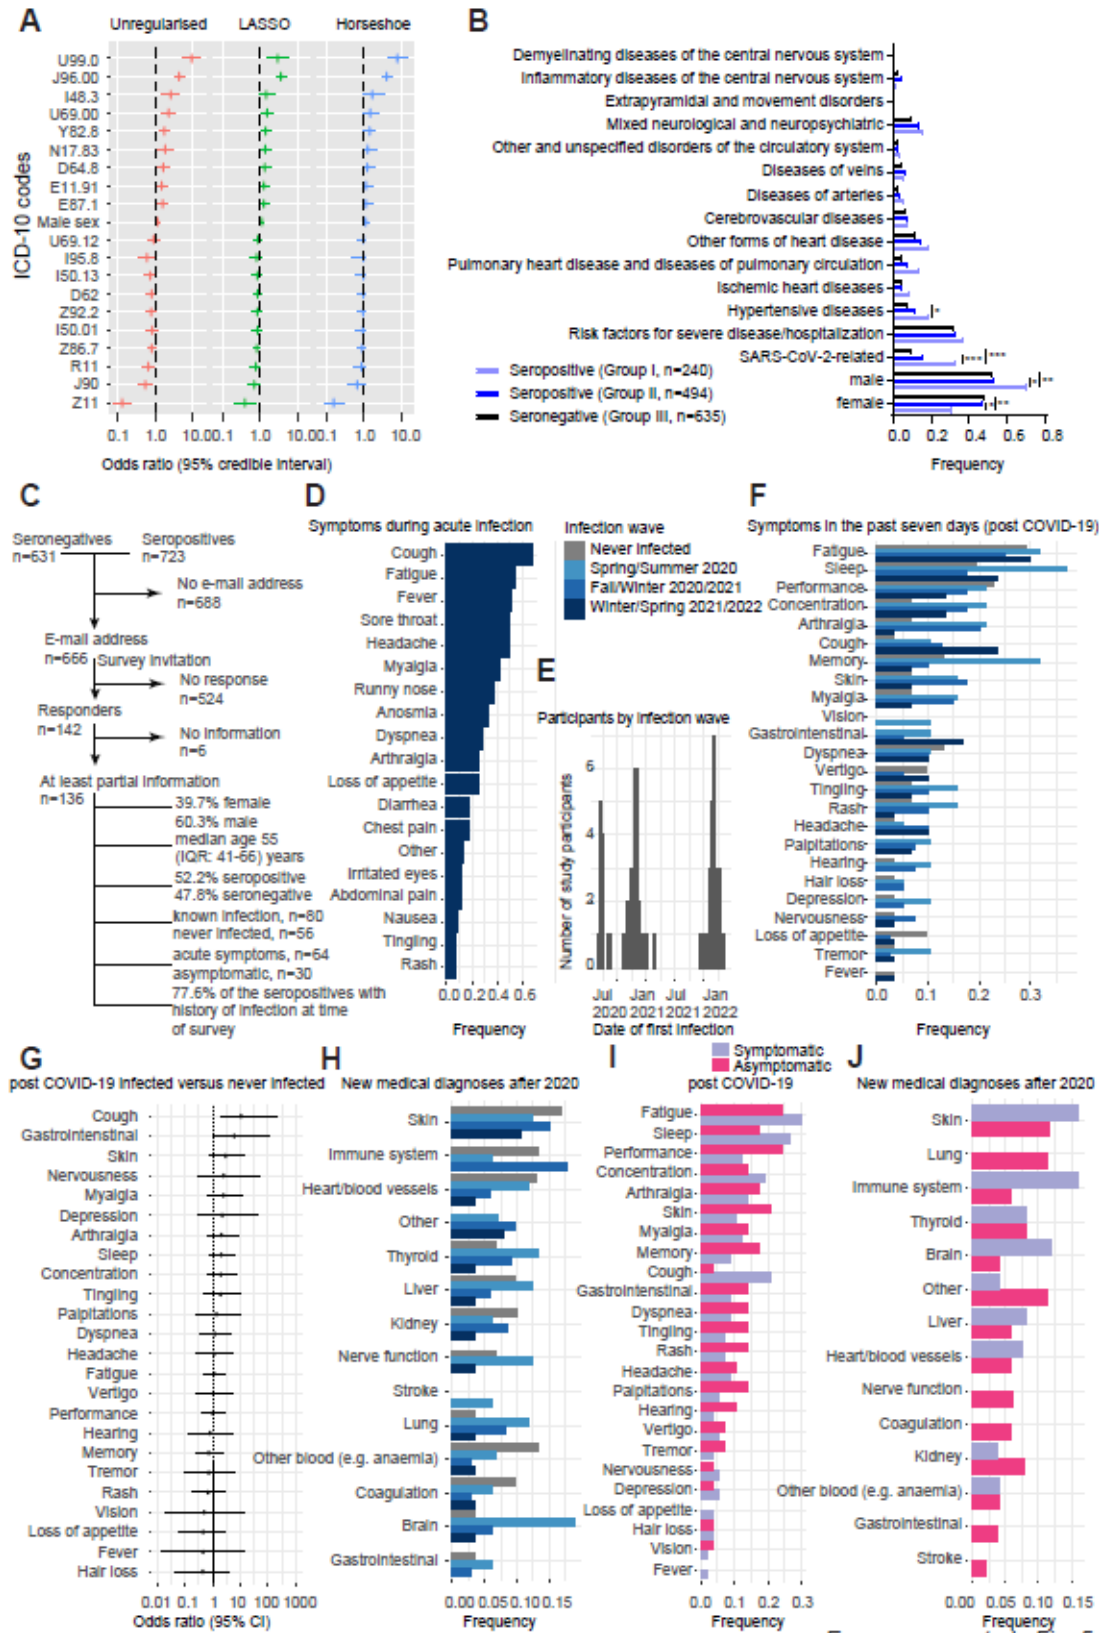 A
Unregularised
LASSO
Horseshoe
ICD-10 codes
U99.0
J96.00
I48.3
U69.00
Y82.8
N17.83
D64.8
E11.91
E87.1
Male sex
U69.12
I95.8
I50.13
D62
Z92.2
I50.01
Z86.7
R11
J90
Z11
0.1 1.0 10.0 0.1 1.0 10.0 0.1 1.0 10.0
Odds ratio (95% credible interval)
B
Demyelinating diseases of the central nervous system
Inflammatory diseases of the central nervous system
Extrapyramidal and movement disorders
Mixed neurological and neuropsychiatric
Other and unspecified disorders of the circulatory system
Diseases of veins
Diseases of arteries
Cerebrovascular diseases
Other forms of heart disease
Pulmonary heart disease and diseases of pulmonary circulation
Ischemic heart diseases
Hypertensive diseases
*
Risk factors for severe disease/hospitalization
SARS-CoV-2-related
*** ***
male
* **
female
* **
Seropositive (Group I, n=240)
Seropositive (Group II, n=494)
Seronegative (Group III, n=635)
0.0 0.2 0.4 0.6 0.8
Frequency
C
Seronegatives
n=631
Seropositives
n=723
No e-mail address
n=688
E-mail address
n=666
Survey invitation
No response
n=524
Responders
n=142
No information
n=6
At least partial information
n=136
39.7% female
60.3% male
median age 55
(IQR: 41-66) years
52.2% seropositive
47.8% seronegative
known infection, n=80
never infected, n=56
acute symptoms, n=64
asymptomatic, n=30
77.6% of the seropositives with
history of infection at time
of survey
D
Symptoms during acute infection
Cough
Fatigue
Fever
Sore throat
Headache
Myalgia
Runny nose
Anosmia
Dyspnea
Arthralgia
Loss of appetite
Diarrhea
Chest pain
Other
Irritated eyes
Abdominal pain
Nausea
Tingling
Rash
0.0 0.2 0.4 0.6
Frequency
Infection wave
Never infected
Spring/Summer 2020
Fall/Winter 2020/2021
Winter/Spring 2021/2022
E
Participants by infection wave
Number of study participants
6
4
2
0
Jul Jan Jul Jan
2020 2021 2021 2022
Date of first infection
F
Symptoms in the past seven days (post COVID-19)
Fatigue
Sleep
Performance
Concentration
Arthralgia
Cough
Memory
Skin
Myalgia
Vision
Gastrointestinal
Dyspnea
Vertigo
Tingling
Rash
Headache
Palpitations
Hearing
Hair loss
Depression
Nervousness
Loss of appetite
Tremor
Fever
0.0 0.1 0.2 0.3
Frequency
G
post COVID-19 infected versus never infected
Cough
Gastrointenstinal
Skin
Nervousness
Myalgia
Depression
Arthralgia
Sleep
Concentration
Tingling
Palpitations
Dyspnea
Headache
Fatigue
Vertigo
Performance
Hearing
Memory
Tremor
Rash
Vision
Loss of appetite
Fever
Hair loss
0.01 0.1 1 10 100 1000
Odds ratio (95% CI)
H
New medical diagnoses after 2020
Skin
Immune system
Heart/blood vessels
Other
Thyroid
Liver
Kidney
Nerve function
Stroke
Lung
Other blood (e.g. anaemia)
Coagulation
Brain
Gastrointestinal
0.00 0.05 0.10 0.15
Frequency
I
Symptomatic
Asymptomatic
post COVID-19
Fatigue
Sleep
Performance
Concentration
Arthralgia
Skin
Myalgia
Memory
Cough
Gastrointenstinal
Dyspnea
Tingling
Rash
Headache
Palpitations
Hearing
Vertigo
Tremor
Nervousness
Depression
Loss of appetite
Hair loss
Vision
Fever
0.0 0.1 0.2 0.3
Frequency
J
New medical diagnoses after 2020
Skin
Lung
Immune system
Thyroid
Brain
Other
Liver
Heart/blood vessels
Nerve function
Coagulation
Kidney
Other blood (e.g. anaemia)
Gastrointestinal
Stroke
0.00 0.05 0.10 0.15
Frequency